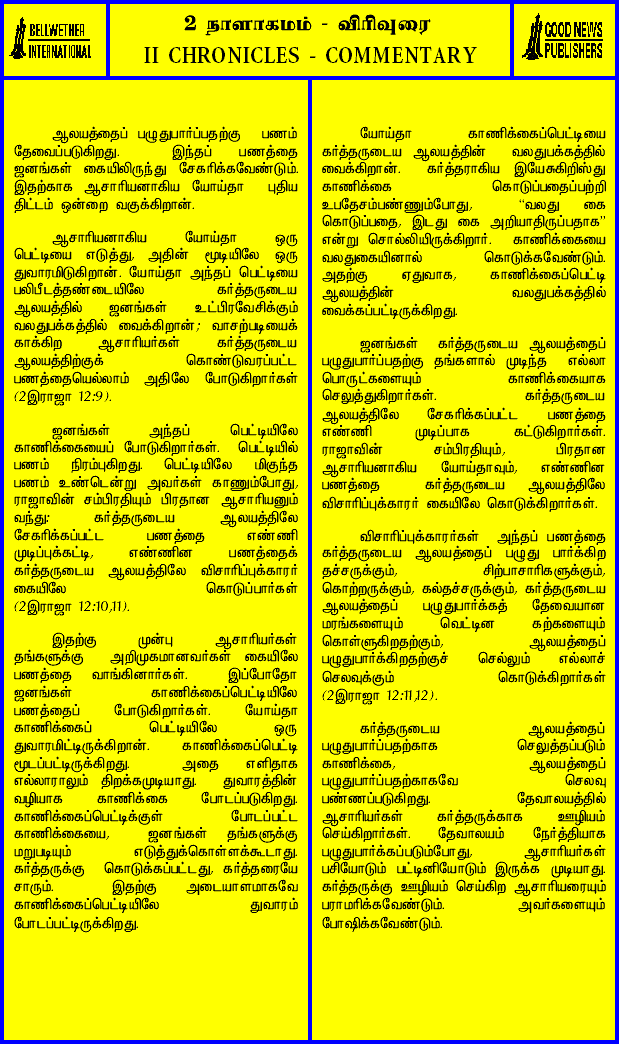 BELLWETHER
INTERNATIONAL
2 நாளாகமம் - விரிவுரை
II CHRONICLES - COMMENTARY
GOOD NEWS
PUBLISHERS
ஆலயத்தைப் பழுதுபார்ப்பதற்கு பணம்
தேவைப்படுகிறது. இந்தப் பணத்தை
ஜனங்கள் கையிலிருந்து சேகரிக்கவேண்டும்.
இதற்காக ஆசாரியனாகிய யோய்தா புதிய
திட்டம் ஒன்றை வகுக்கிறான்.
ஆசாரியனாகிய யோய்தா ஒரு
பெட்டியை எடுத்து, அதின் மூடியிலே ஒரு
துவாரமிடுகிறான். யோய்தா அந்தப் பெட்டியை
பலிபீடத்தண்டையிலே கர்த்தருடைய
ஆலயத்தில் ஜனங்கள் உட்பிரவேசிக்கும்
வலதுபக்கத்தில் வைக்கிறான்; வாசற்படியைக்
காக்கிற ஆசாரியர்கள் கர்த்தருடைய
ஆலயத்திற்குக் கொண்டுவரப்பட்ட
பணத்தையெல்லாம் அதிலே போடுகிறார்கள்
(2இராஜா 12:9).
ஜனங்கள் அந்தப் பெட்டியிலே
காணிக்கையைப் போடுகிறார்கள். பெட்டியில்
பணம் நிரம்புகிறது. பெட்டியிலே மிகுந்த
பணம் உண்டென்று அவர்கள் காணும்போது,
ராஜாவின் சம்பிரதியும் பிரதான ஆசாரியனும்
வந்து: கர்த்தருடைய ஆலயத்திலே
சேகரிக்கப்பட்ட பணத்தை எண்ணி
முடிப்புக்கட்டி, எண்ணின பணத்தைக்
கர்த்தருடைய ஆலயத்திலே விசாரிப்புக்காரர்
கையிலே கொடுப்பார்கள்
(2இராஜா 12:10,11).
இதற்கு முன்பு ஆசாரியர்கள்
தங்களுக்கு அறிமுகமானவர்கள் கையிலே
பணத்தை வாங்கினார்கள். இப்போதோ
ஜனங்கள் காணிக்கைப்பெட்டியிலே
பணத்தைப் போடுகிறார்கள். யோய்தா
காணிக்கைப் பெட்டியிலே ஒரு
துவாரமிட்டிருக்கிறான். காணிக்கைப்பெட்டி
மூடப்பட்டிருக்கிறது. அதை எளிதாக
எல்லாராலும் திறக்கமுடியாது. துவாரத்தின்
வழியாக காணிக்கை போடப்படுகிறது.
காணிக்கைப்பெட்டிக்குள் போடப்பட்ட
காணிக்கையை, ஜனங்கள் தங்களுக்கு
மறுபடியும் எடுத்துக்கொள்ளக்கூடாது.
கர்த்தருக்கு கொடுக்கப்பட்டது, கர்த்தரையே
சாரும். இதற்கு அடையாளமாகவே
காணிக்கைப்பெட்டியிலே துவாரம்
போடப்பட்டிருக்கிறது.
யோய்தா காணிக்கைப்பெட்டியை
கர்த்தருடைய ஆலயத்தின் வலதுபக்கத்தில்
வைக்கிறான். கர்த்தராகிய இயேசுகிறிஸ்து
காணிக்கை கொடுப்பதைப்பற்றி
உபதேசம்பண்ணும்போது, “வலது கை
கொடுப்பதை, இடது கை அறியாதிருப்பதாக”
என்று சொல்லியிருக்கிறார். காணிக்கையை
வலதுகையினால் கொடுக்கவேண்டும்.
அதற்கு ஏதுவாக, காணிக்கைப்பெட்டி
ஆலயத்தின் வலதுபக்கத்தில்
வைக்கப்பட்டிருக்கிறது.
ஜனங்கள் கர்த்தருடைய ஆலயத்தைப்
பழுதுபார்ப்பதற்கு தங்களால் முடிந்த எல்லா
பொருட்களையும் காணிக்கையாக
செலுத்துகிறார்கள். கர்த்தருடைய
ஆலயத்திலே சேகரிக்கப்பட்ட பணத்தை
எண்ணி முடிப்பாக கட்டுகிறார்கள்.
ராஜாவின் சம்பிரதியும், பிரதான
ஆசாரியனாகிய யோய்தாவும், எண்ணின
பணத்தை கர்த்தருடைய ஆலயத்திலே
விசாரிப்புக்காரர் கையிலே கொடுக்கிறார்கள்.
விசாரிப்புக்காரர்கள் அந்தப் பணத்தை
கர்த்தருடைய ஆலயத்தைப் பழுது பார்க்கிற
தச்சருக்கும், சிற்பாசாரிகளுக்கும்,
கொற்றருக்கும், கல்தச்சருக்கும், கர்த்தருடைய
ஆலயத்தைப் பழுதுபார்க்கத் தேவையான
மரங்களையும் வெட்டின கற்களையும்
கொள்ளுகிறதற்கும், ஆலயத்தைப்
பழுதுபார்க்கிறதற்குச் செல்லும் எல்லாச்
செலவுக்கும் கொடுக்கிறார்கள்
(2இராஜா 12:11,12).
கர்த்தருடைய ஆலயத்தைப்
பழுதுபார்ப்பதற்காக செலுத்தப்படும்
காணிக்கை, ஆலயத்தைப்
பழுதுபார்ப்பதற்காகவே செலவு
பண்ணப்படுகிறது. தேவாலயத்தில்
ஆசாரியர்கள் கர்த்தருக்காக ஊழியம்
செய்கிறார்கள். தேவாலயம் நேர்த்தியாக
பழுதுபார்க்கப்படும்போது, ஆசாரியர்கள்
பசியோடும் பட்டினியோடும் இருக்க முடியாது.
கர்த்தருக்கு ஊழியம் செய்கிற ஆசாரியரையும்
பராமரிக்கவேண்டும். அவர்களையும்
போஷிக்கவேண்டும்.